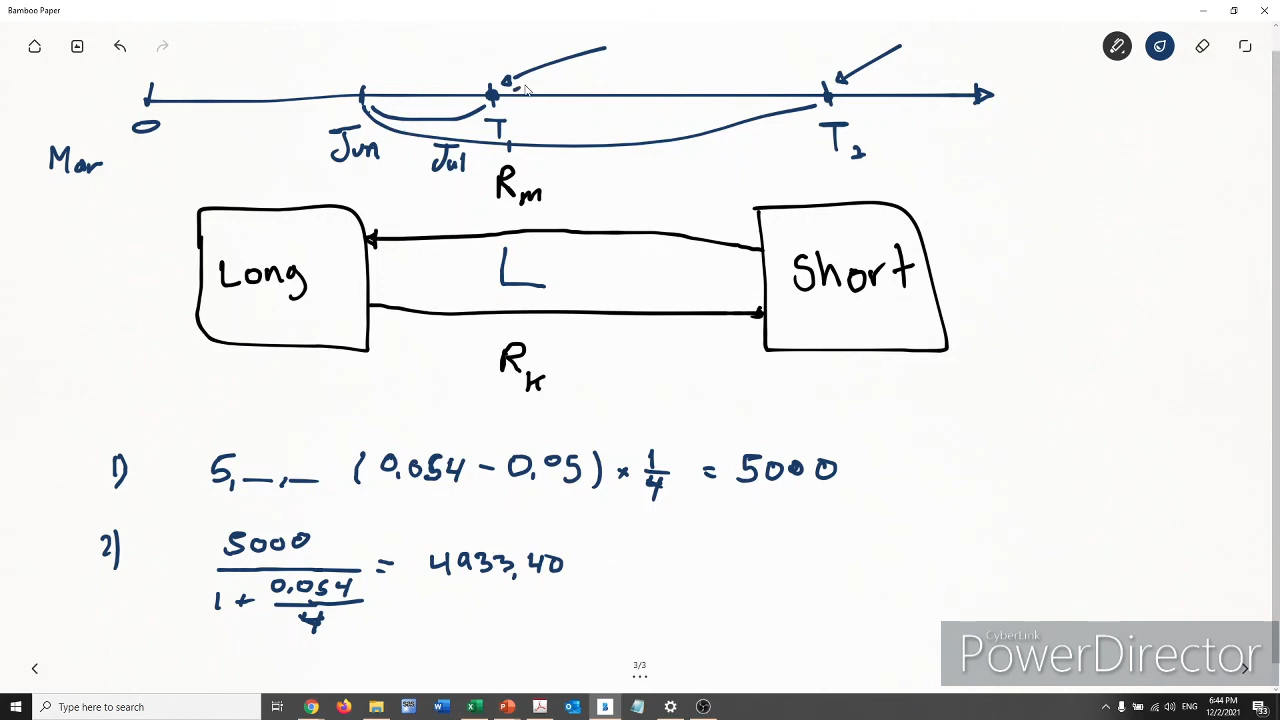 Bamboo Paper
0
T
T2
Jun
Jul
Mar
Rm
Long
L
Short
Rk
1) 5,_,_ (0,054 - 0,05) × 1/4 = 5000
2) 5000 / 1 + 0,054/4 = 4933,40
CyberLink
PowerDirector
3/3
Type here to search
6:44 PM
ENG
12/2/2021